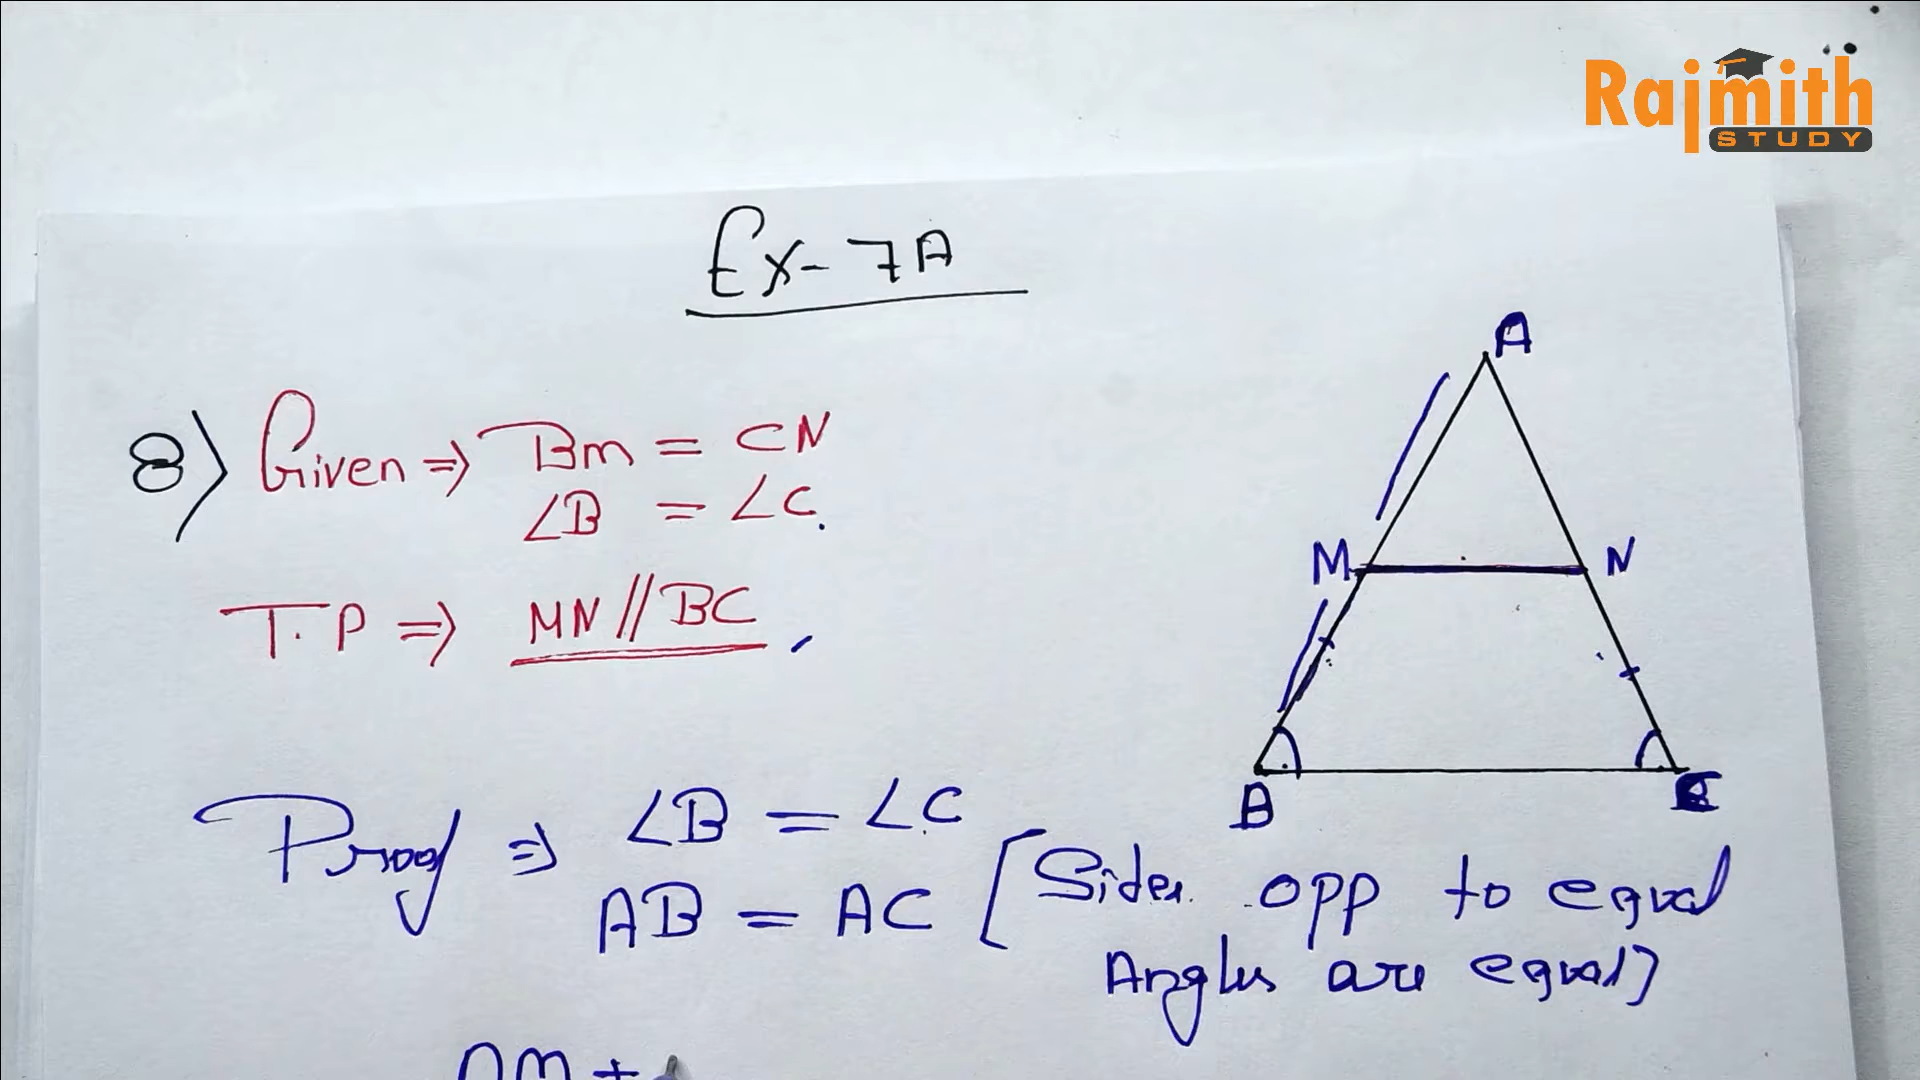 Rajmith
STUDY
Ex-7A
8) Given ⇒ BM = CN
∠B = ∠C.
T.P ⇒ MN // BC
A
M
N
B
C
Proof ⇒ ∠B = ∠C
AB = AC [Sides opp to equal
Angles are equal]
AM +